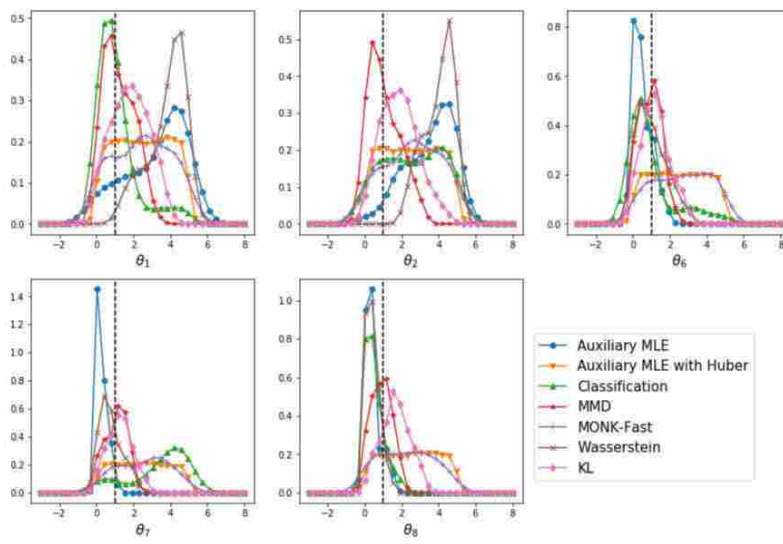 0.5
0.4
0.3
0.2
0.1
0.0
−2 0 2 4 6 8
θ1
0.5
0.4
0.3
0.2
0.1
0.0
−2 0 2 4 6 8
θ2
0.8
0.6
0.4
0.2
0.0
−2 0 2 4 6 8
θ6
1.4
1.2
1.0
0.8
0.6
0.4
0.2
0.0
−2 0 2 4 6 8
θ7
1.0
0.8
0.6
0.4
0.2
0.0
−2 0 2 4 6 8
θ8
Auxiliary MLE
Auxiliary MLE with Huber
Classification
MMD
MONK-Fast
Wasserstein
KL